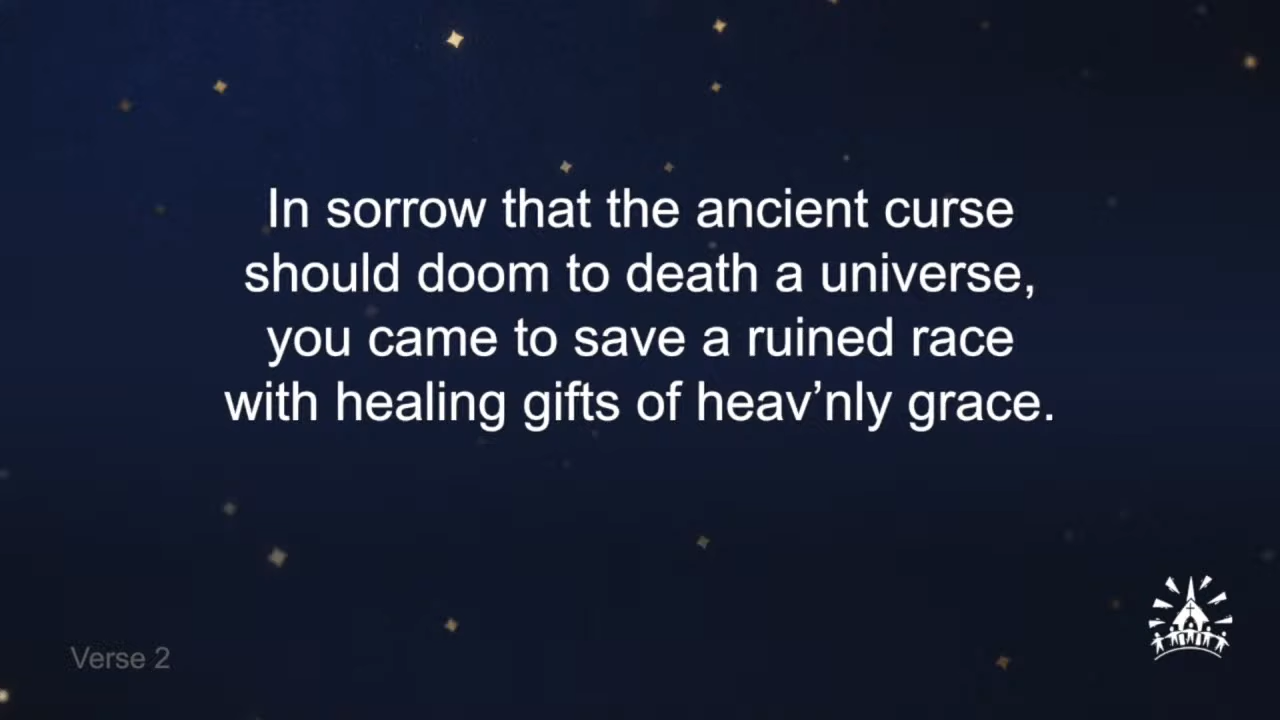 In sorrow that the ancient curse
should doom to death a universe,
you came to save a ruined race
with healing gifts of heav’nly grace.
Verse 2